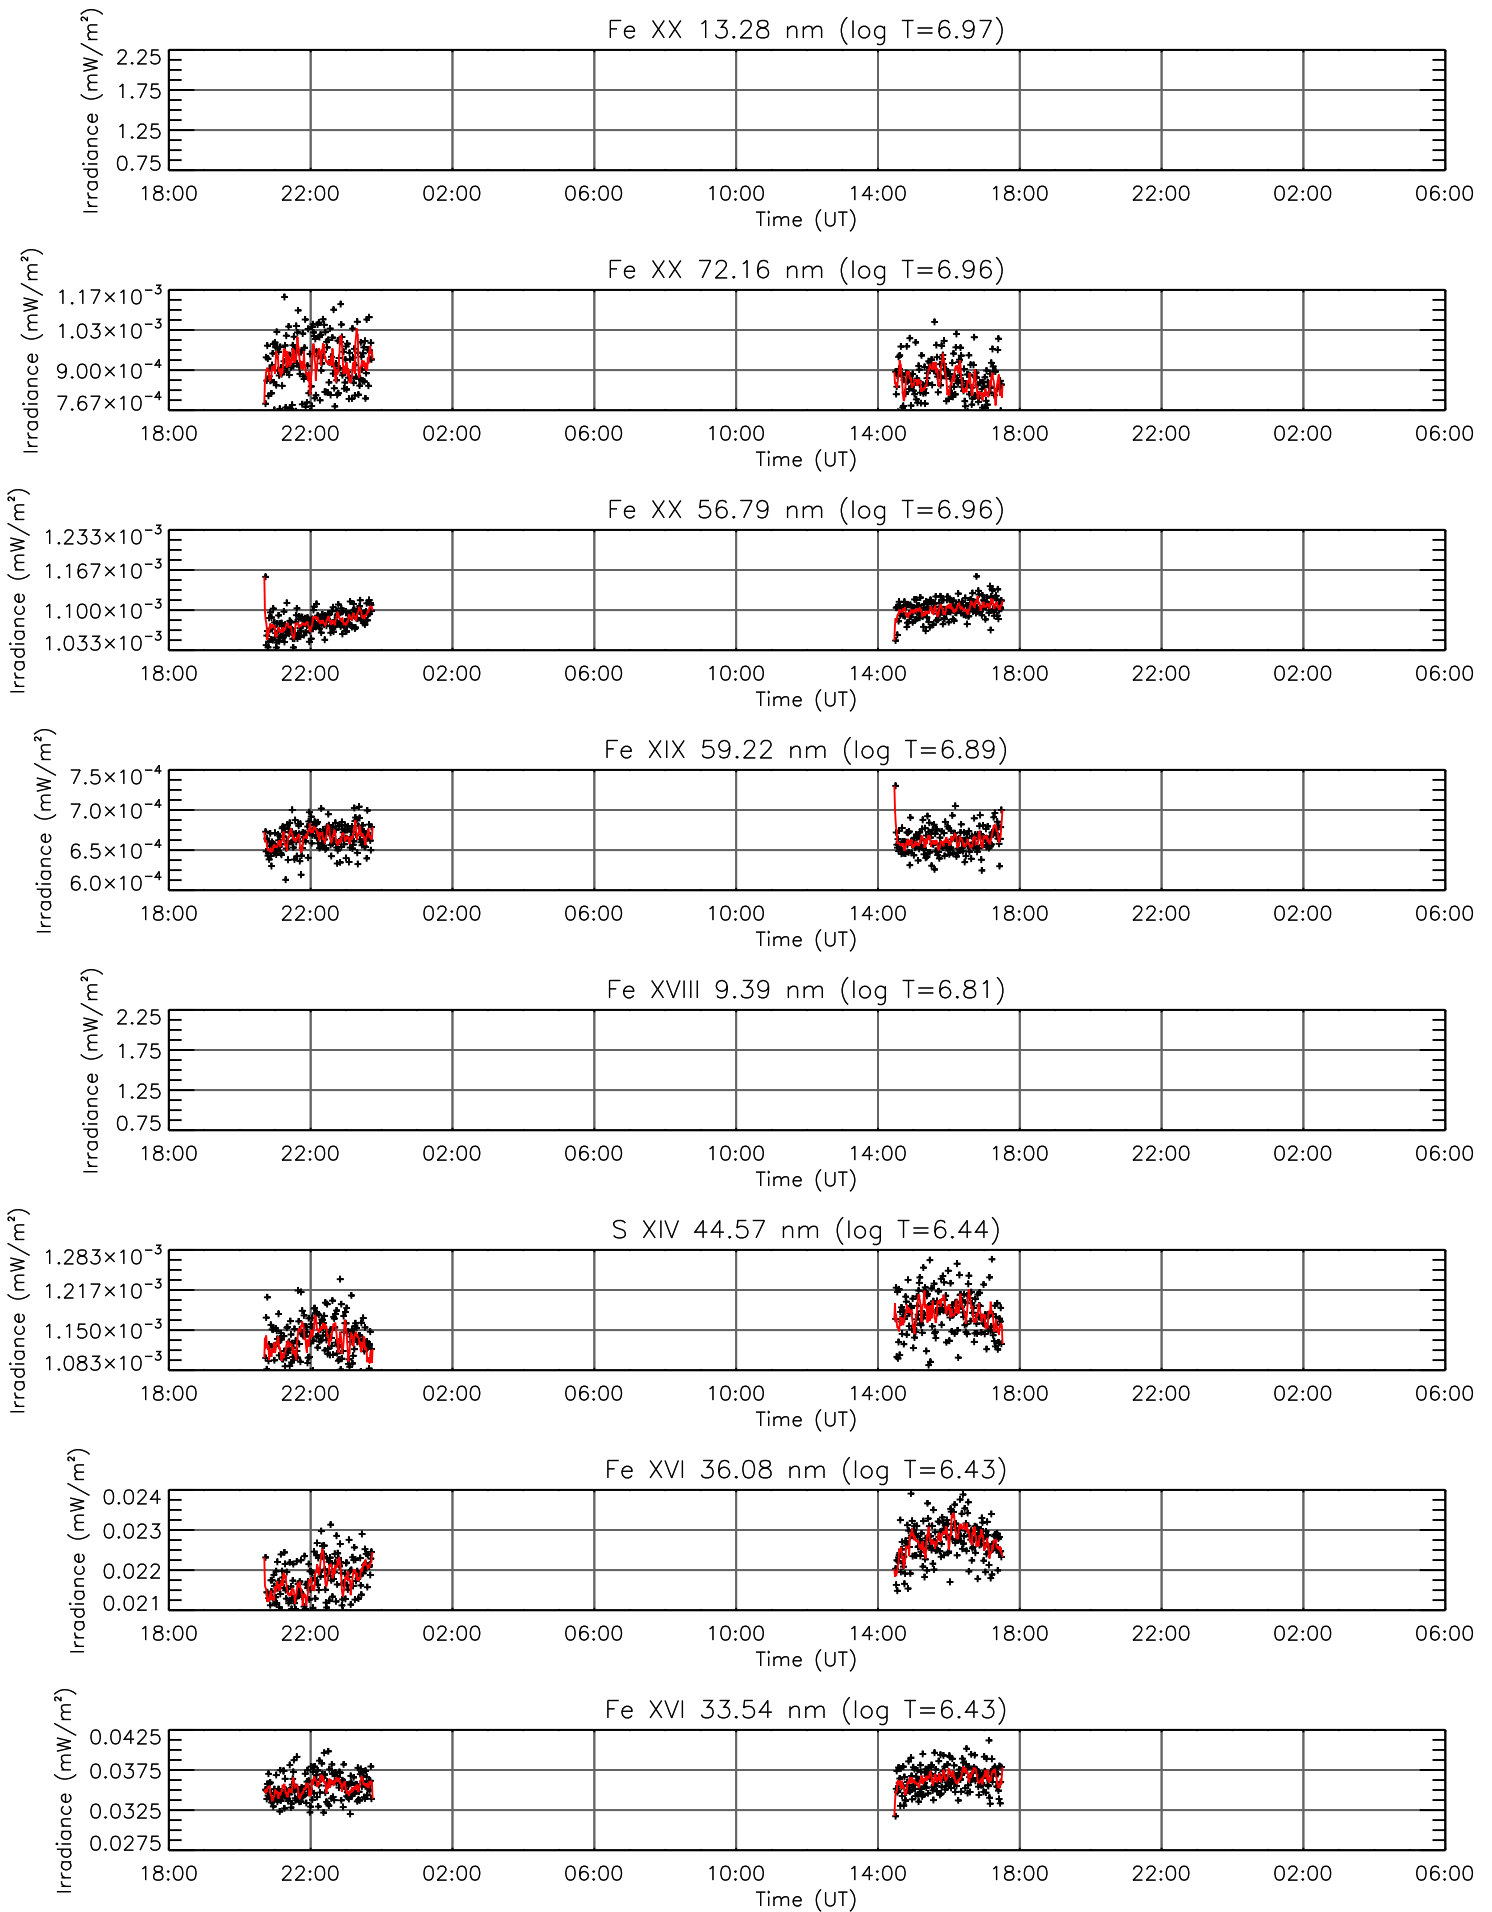 Fe XX 13.28 nm (log T=6.97)
Irradiance (mW/m²)
2.25
1.75
1.25
0.75
18:00 22:00 02:00 06:00 10:00 14:00 18:00 22:00 02:00 06:00
Time (UT)
Fe XX 72.16 nm (log T=6.96)
Irradiance (mW/m²)
1.17×10⁻³
1.03×10⁻³
9.00×10⁻⁴
7.67×10⁻⁴
18:00 22:00 02:00 06:00 10:00 14:00 18:00 22:00 02:00 06:00
Time (UT)
Fe XX 56.79 nm (log T=6.96)
Irradiance (mW/m²)
1.233×10⁻³
1.167×10⁻³
1.100×10⁻³
1.033×10⁻³
18:00 22:00 02:00 06:00 10:00 14:00 18:00 22:00 02:00 06:00
Time (UT)
Fe XIX 59.22 nm (log T=6.89)
Irradiance (mW/m²)
7.5×10⁻⁴
7.0×10⁻⁴
6.5×10⁻⁴
6.0×10⁻⁴
18:00 22:00 02:00 06:00 10:00 14:00 18:00 22:00 02:00 06:00
Time (UT)
Fe XVIII 9.39 nm (log T=6.81)
Irradiance (mW/m²)
2.25
1.75
1.25
0.75
18:00 22:00 02:00 06:00 10:00 14:00 18:00 22:00 02:00 06:00
Time (UT)
S XIV 44.57 nm (log T=6.44)
Irradiance (mW/m²)
1.283×10⁻³
1.217×10⁻³
1.150×10⁻³
1.083×10⁻³
18:00 22:00 02:00 06:00 10:00 14:00 18:00 22:00 02:00 06:00
Time (UT)
Fe XVI 36.08 nm (log T=6.43)
Irradiance (mW/m²)
0.024
0.023
0.022
0.021
18:00 22:00 02:00 06:00 10:00 14:00 18:00 22:00 02:00 06:00
Time (UT)
Fe XVI 33.54 nm (log T=6.43)
Irradiance (mW/m²)
0.0425
0.0375
0.0325
0.0275
18:00 22:00 02:00 06:00 10:00 14:00 18:00 22:00 02:00 06:00
Time (UT)